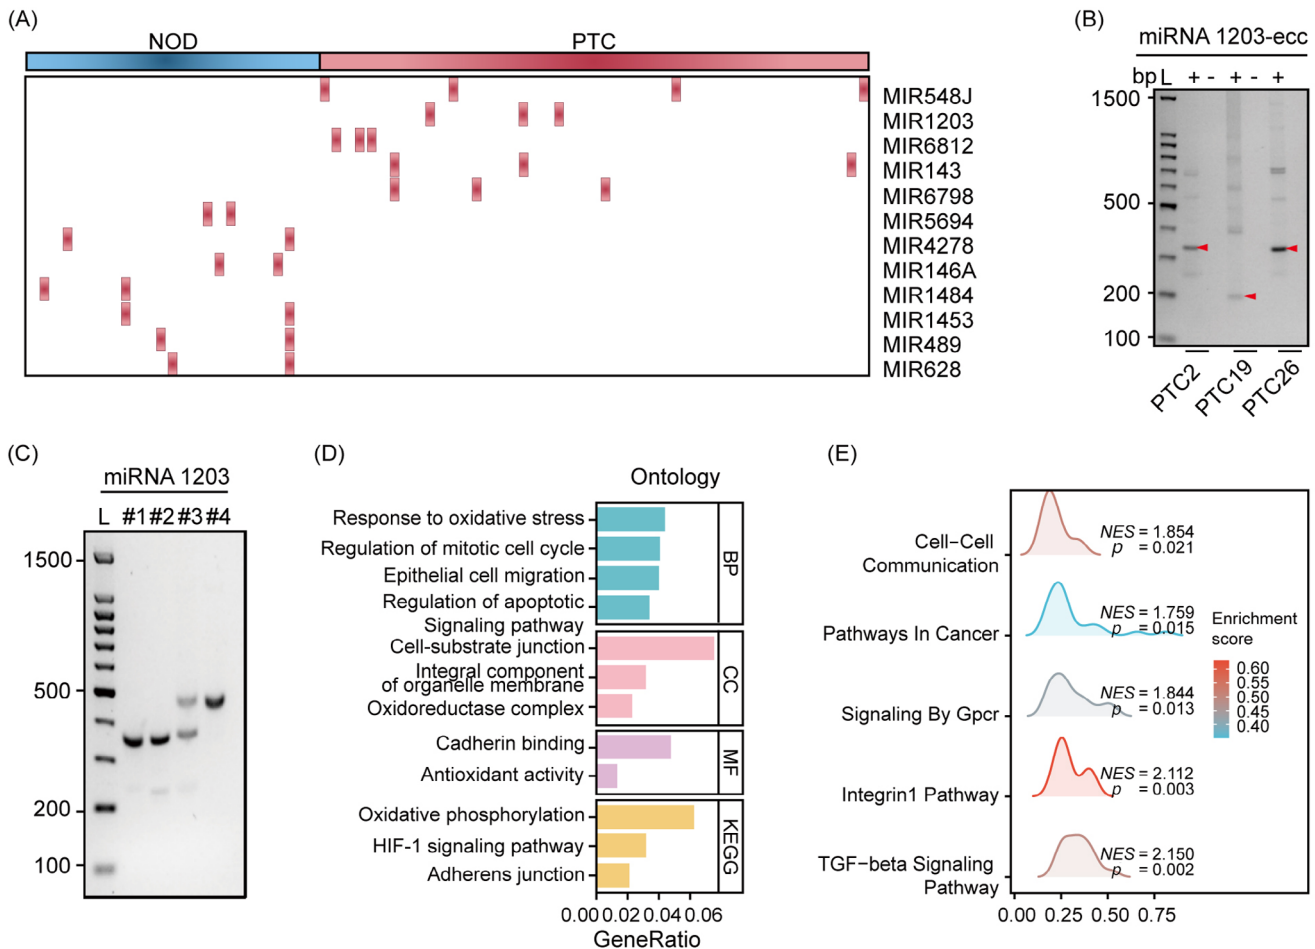 (A)
NOD
PTC
MIR548J
MIR1203
MIR6812
MIR143
MIR6798
MIR5694
MIR4278
MIR146A
MIR1484
MIR1453
MIR489
MIR628
(B)
miRNA 1203-ecc
bp L + - + - +
1500
500
200
100
PTC2
PTC19
PTC26
(C)
miRNA 1203
L #1 #2 #3 #4
1500
500
200
100
(D)
Ontology
Response to oxidative stress
Regulation of mitotic cell cycle
Epithelial cell migration
Regulation of apoptotic
Signaling pathway
BP
Cell-substrate junction
Integral component
of organelle membrane
Oxidoreductase complex
CC
Cadherin binding
Antioxidant activity
MF
Oxidative phosphorylation
HIF-1 signaling pathway
Adherens junction
KEGG
0.00 0.02 0.04 0.06
GeneRatio
(E)
Cell−Cell
Communication
NES = 1.854
p = 0.021
Pathways In Cancer
NES = 1.759
p = 0.015
Signaling By Gpcr
NES = 1.844
p = 0.013
Integrin1 Pathway
NES = 2.112
p = 0.003
TGF−beta Signaling
Pathway
NES = 2.150
p = 0.002
0.00 0.25 0.50 0.75
Enrichment
score
0.60
0.55
0.50
0.45
0.40